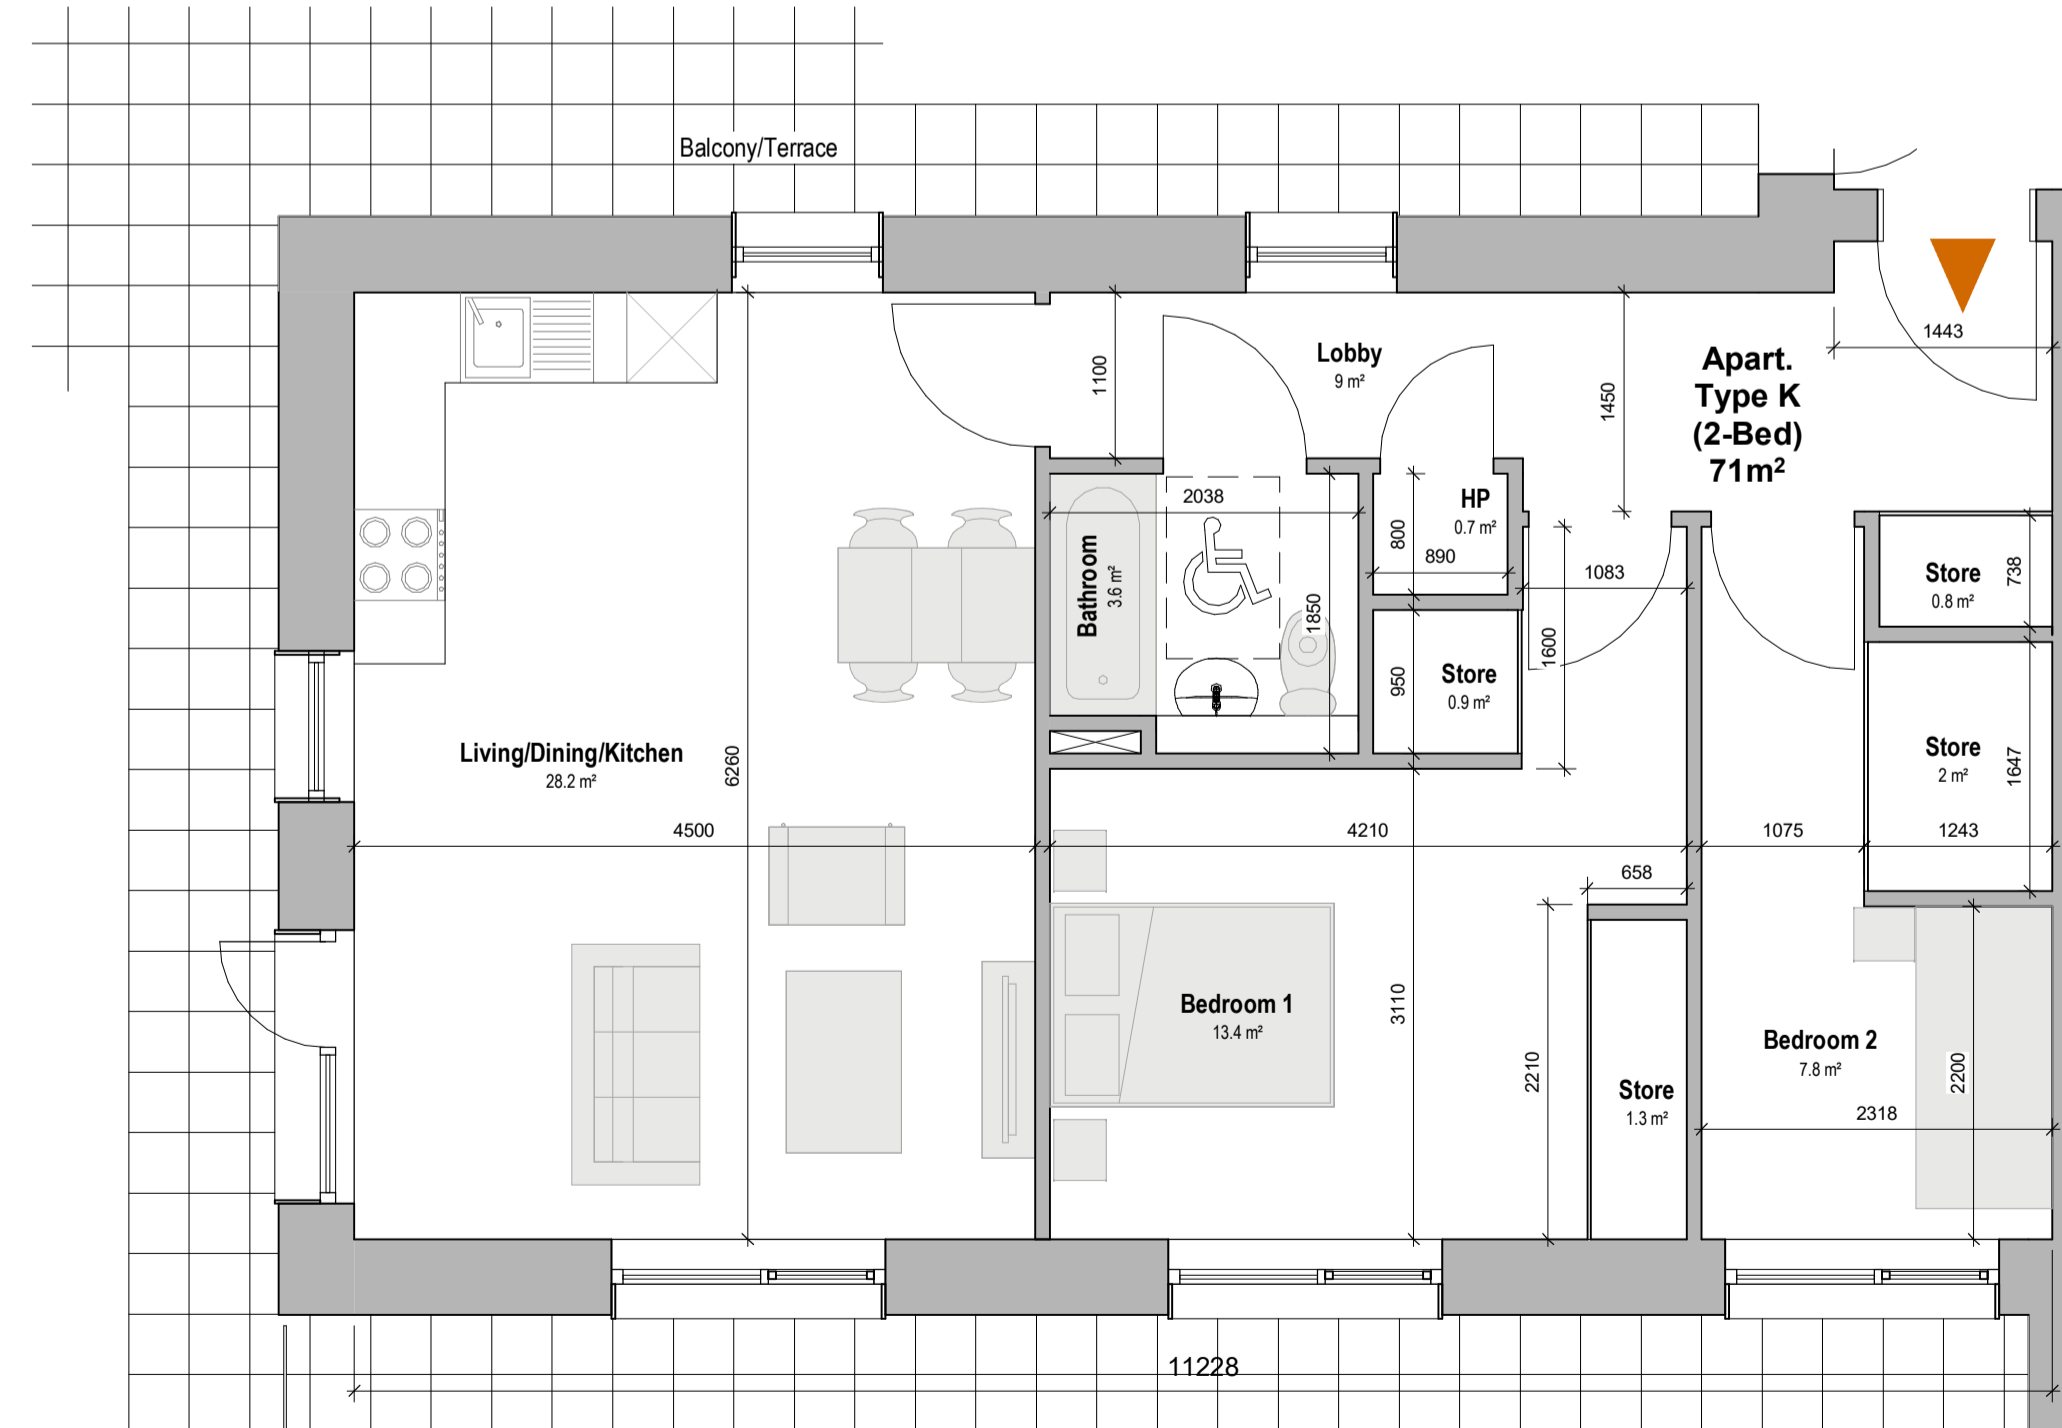 Balcony/Terrace
1443
Lobby
9 m²
1100
1450
Apart.
Type K
(2-Bed)
71m²
2038
HP
0.7 m²
800
890
1083
Bathroom
3.6 m²
1850
1600
Store
0.8 m²
738
950
Store
0.9 m²
Living/Dining/Kitchen
28.2 m²
6260
Store
2 m²
1647
4500
4210
1075
1243
658
Bedroom 1
13.4 m²
3110
2210
Store
1.3 m²
Bedroom 2
7.8 m²
2200
2318
11228